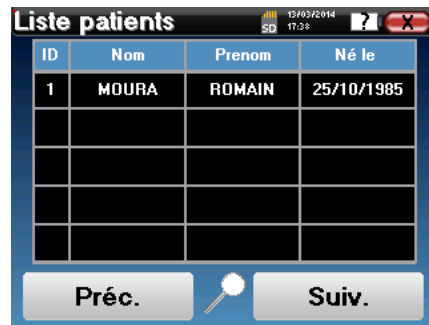 Liste patients SD 13/03/2014 17:38 ? X
ID Nom Prenom Né le
1 MOURA ROMAIN 25/10/1985
Préc. Suiv.